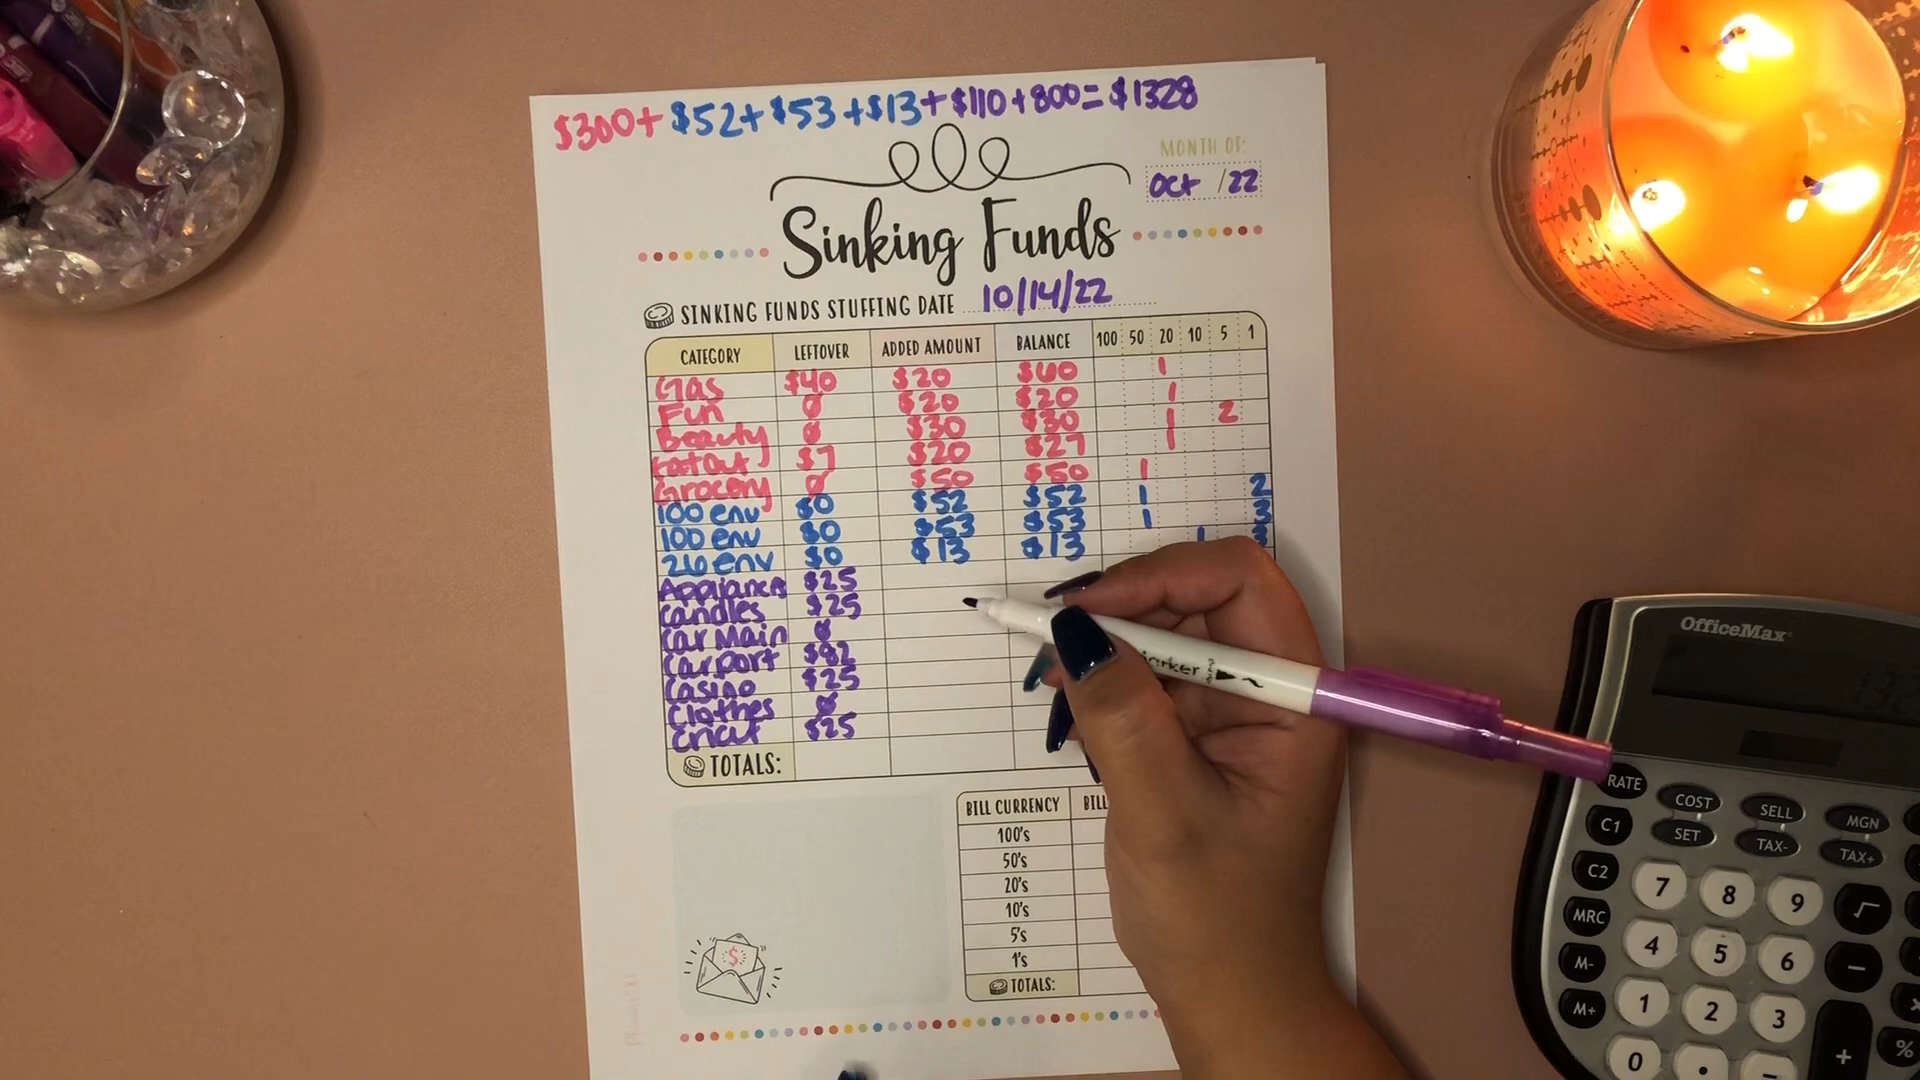 $300+ $52+ $53 +$13+ $110+800= $1328
MONTH OF:
Oct /22
Sinking Funds
SINKING FUNDS STUFFING DATE 10/14/22
CATEGORY LEFTOVER ADDED AMOUNT BALANCE 100 50 20 10 5 1
Gas $40 $20 $60 1
Fun 0 $20 $20 1
Beauty 0 $30 $30 1 2
Eat Out $7 $20 $27 1
Grocery 0 $50 $50 1
100 env $0 $52 $52 1 2
100 env $0 $53 $53 1 3
26 env $0 $13 $13 1 3
Appliances $25
Candles $25
Car Main 0
Carport $82
Casino $25
Clothes 0
Cricut $25
TOTALS:
BILL CURRENCY BILL
100's
50's
20's
10's
5's
1's
TOTALS:
$
marker
OfficeMax
RATE COST SELL MGN
C1 SET TAX- TAX+
C2 7 8 9 √
MRC 4 5 6 −
M- 1 2 3 +
M+ 0 . = %